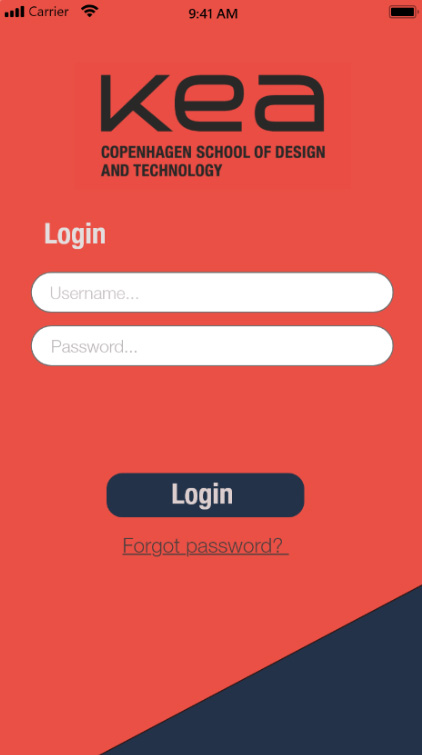 Carrier 9:41 AM
kea
COPENHAGEN SCHOOL OF DESIGN
AND TECHNOLOGY
Login
Username...
Password...
Login
Forgot password?